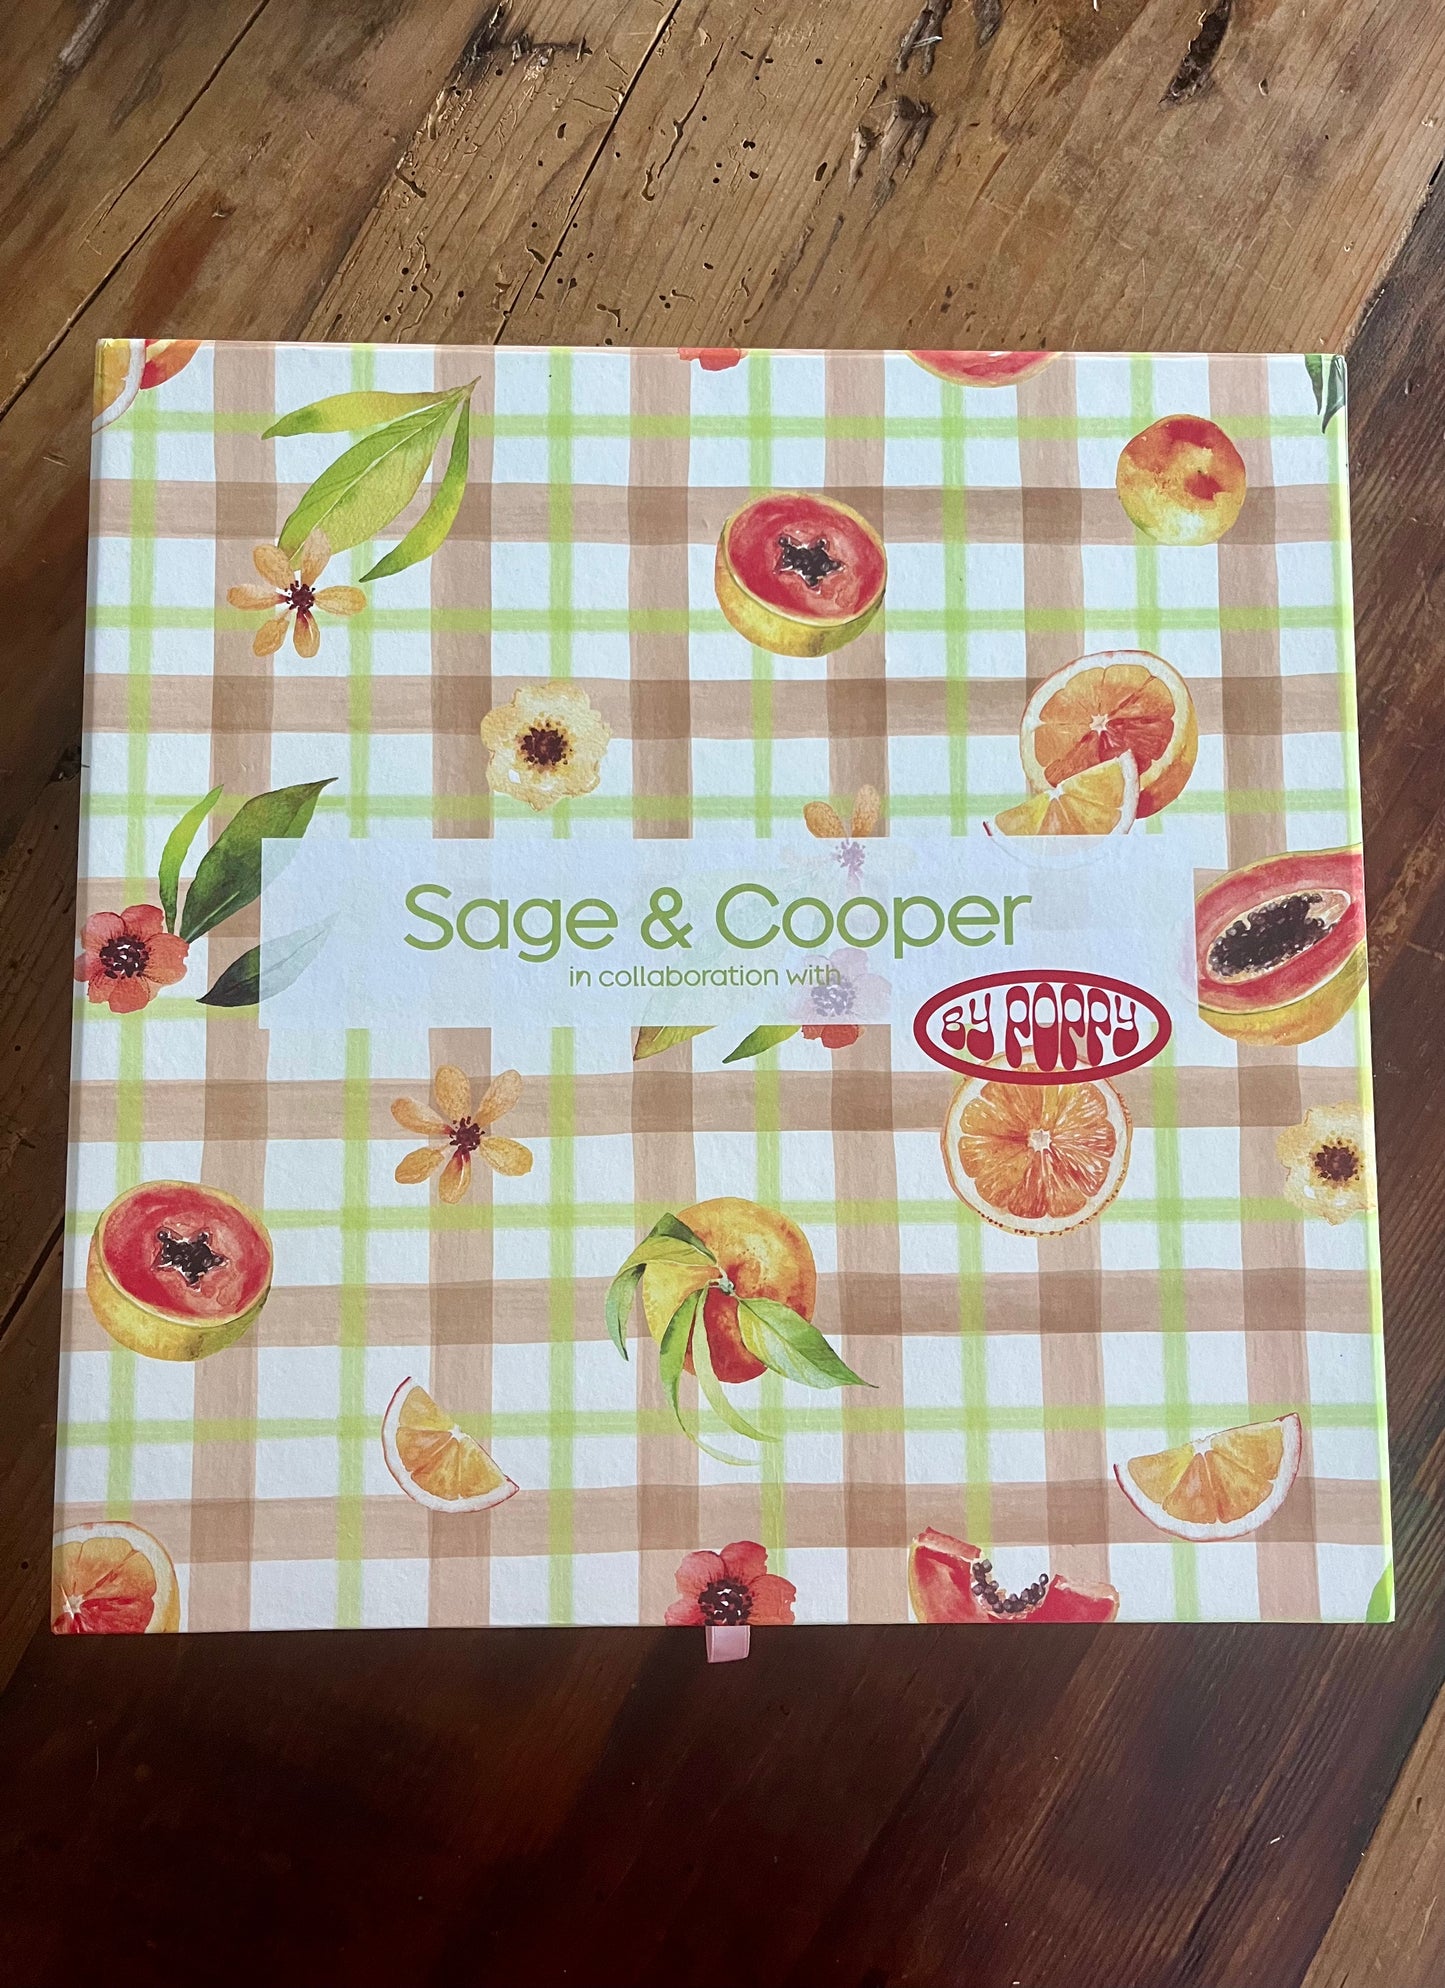 Sage & Cooper
in collaboration with
BY POPPY